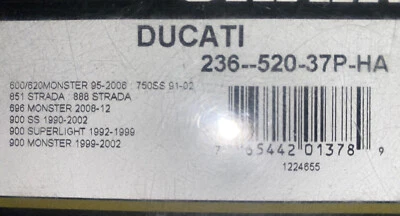 DUCATI
236--520-37P-HA
600/620MONSTER 95-2006 750SS 91-02
851 STRADA 888 STRADA
696 MONSTER 2008-12
900 SS 1990-2002
900 SUPERLIGHT 1992-1999
900 MONSTER 1999-2002
7 65442 01378 9
1224655